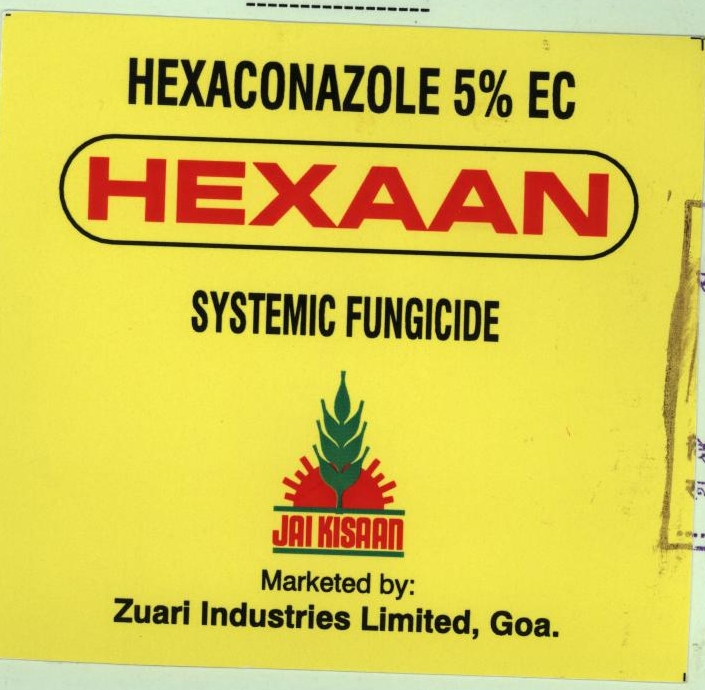 HEXACONAZOLE 5% EC
HEXAAN
SYSTEMIC FUNGICIDE
JAI KISAAN
Marketed by:
Zuari Industries Limited, Goa.